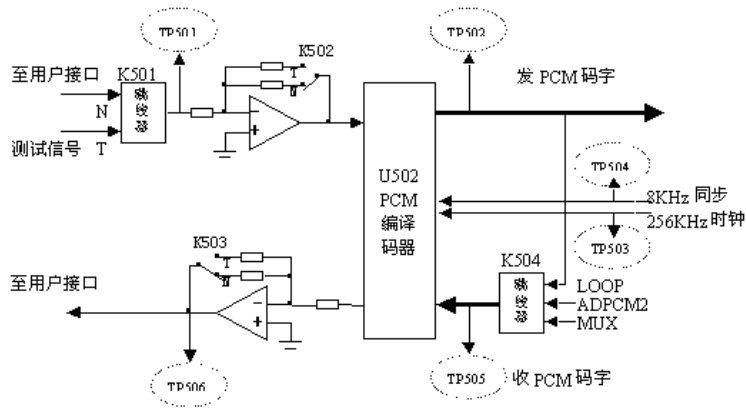 TP501
K502
TP502
至用户接口
K501
N
T
N
发 PCM 码字
测试信号
T
U502
PCM
编译
码器
TP504
8KHz 同步
256KHz 时钟
TP503
K503
T
N
K504
至用户接口
LOOP
ADPCM2
MUX
TP506
TP505
收 PCM 码字